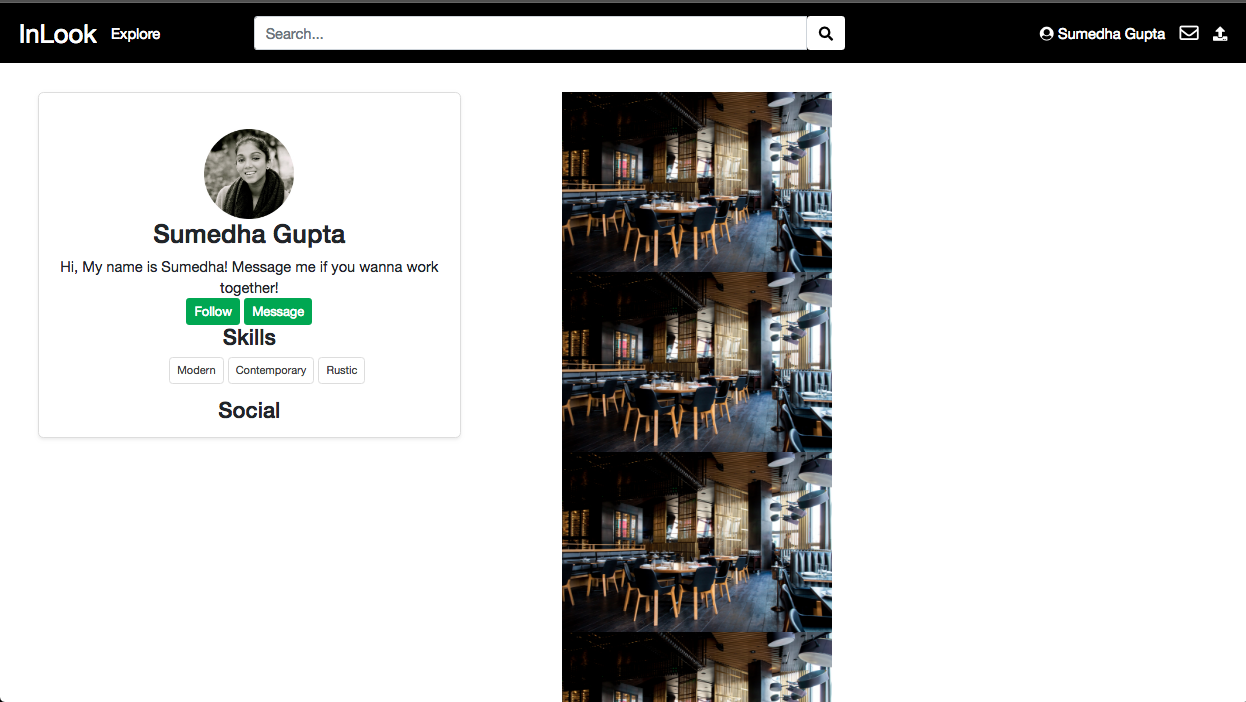 InLook Explore Search... Sumedha Gupta
Sumedha Gupta
Hi, My name is Sumedha! Message me if you wanna work
together!
Follow Message
Skills
Modern Contemporary Rustic
Social